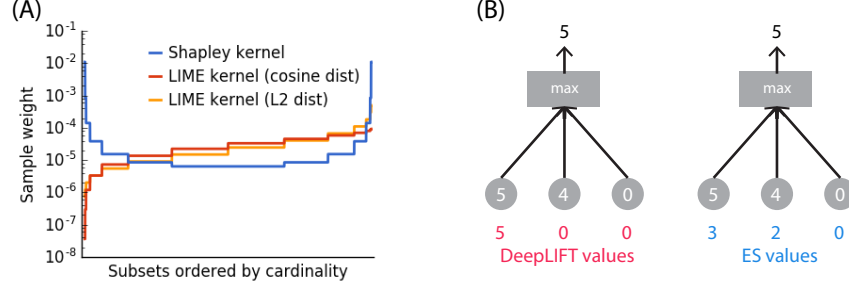 (A)
10⁻¹
10⁻²
10⁻³
10⁻⁴
10⁻⁵
10⁻⁶
10⁻⁷
10⁻⁸
Sample weight
Shapley kernel
LIME kernel (cosine dist)
LIME kernel (L2 dist)
Subsets ordered by cardinality
(B)
5
max
5 4 0
5 0 0
DeepLIFT values
5
max
5 4 0
3 2 0
ES values